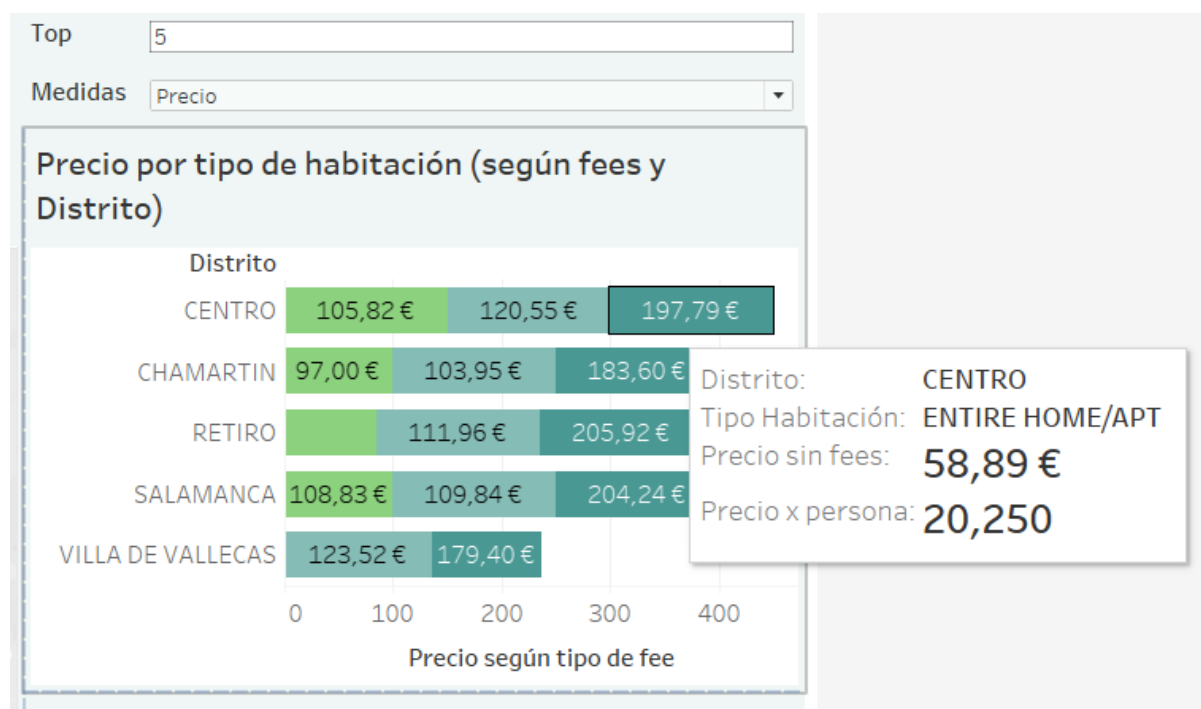 Top 5
Medidas Precio
Precio por tipo de habitación (según fees y
Distrito)
Distrito
CENTRO 105,82 € 120,55 € 197,79 €
CHAMARTIN 97,00 € 103,95 € 183,60 €
RETIRO 111,96 € 205,92 €
SALAMANCA 108,83 € 109,84 € 204,24 €
VILLA DE VALLECAS 123,52 € 179,40 €
0 100 200 300 400
Precio según tipo de fee
Distrito: CENTRO
Tipo Habitación: ENTIRE HOME/APT
Precio sin fees: 58,89 €
Precio x persona: 20,250